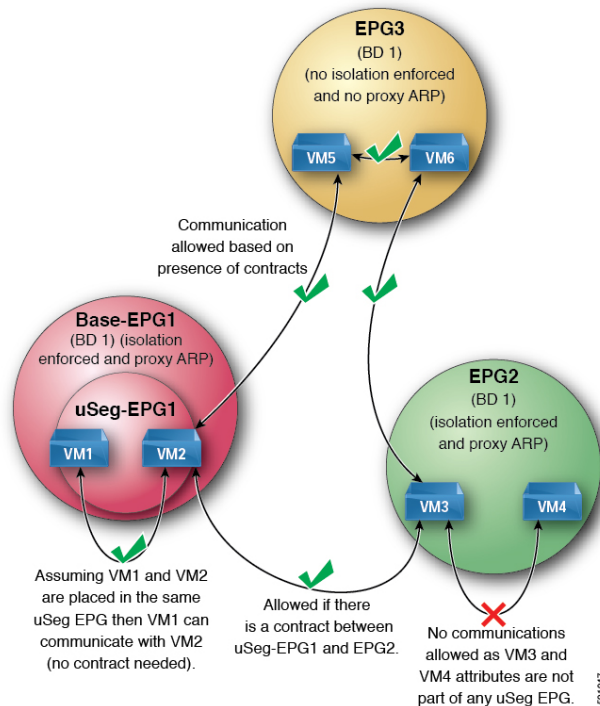 EPG3
(BD 1)
(no isolation enforced
and no proxy ARP)
VM5
VM6
Communication
allowed based on
presence of contracts
Base-EPG1
(BD 1) (isolation
enforced and proxy ARP)
uSeg-EPG1
VM1
VM2
EPG2
(BD 1)
(isolation enforced
and proxy ARP)
VM3
VM4
Assuming VM1 and VM2
are placed in the same
uSeg EPG then VM1 can
communicate with VM2
(no contract needed).
Allowed if there
is a contract between
uSeg-EPG1 and EPG2.
No communications
allowed as VM3 and
VM4 attributes are not
part of any uSeg EPG.